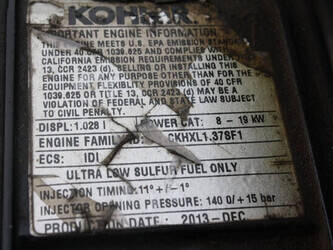 KOHLER
IMPORTANT ENGINE INFORMATION
ENGINE MEETS U.S. EPA EMISSION STANDA
UNDER 40 CFR 1039.625 AND COMPLIES WITH
CALIFORNIA EMISSION REQUIREMENTS UNDER
13, CCR 2423 (d). SELLING OR INSTALLING THIS
ENGINE FOR ANY PURPOSE OTHER THAN FOR THE
EQUIPMENT FLEXIBILITY PROVISIONS OF 40 CFR
1039.625 OR TITLE 13, CCR 2423 (d) MAY BE A
VIOLATION OF FEDERAL AND STATE LAW SUBJECT
TO CIVIL PENALTY.
DISPL: 1.028 l POWER CAT: 8 - 19 kW
ENGINE FAMILY CKHXL1.37SF1
ECS: IDI
ULTRA LOW SULFUR FUEL ONLY
INJECTION TIMING: 11° +/-1°
INJECTOR OPENING PRESSURE: 140 0/+15 bar
PRODUCTION DATE: 2013-DEC